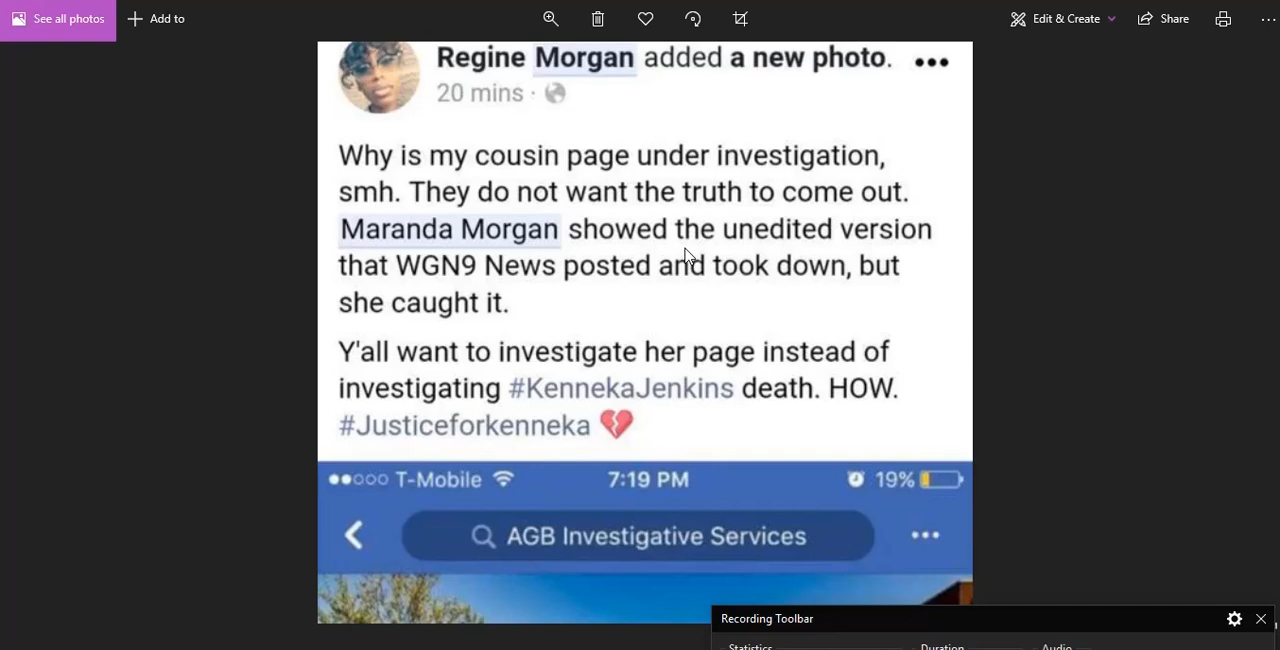 See all photos Add to Edit & Create Share
Regine Morgan added a new photo.
20 mins ·
Why is my cousin page under investigation,
smh. They do not want the truth to come out.
Maranda Morgan showed the unedited version
that WGN9 News posted and took down, but
she caught it.
Y'all want to investigate her page instead of
investigating #KennekaJenkins death. HOW.
#Justiceforkenneka 💔
T-Mobile 7:19 PM 19%
AGB Investigative Services
Recording Toolbar
Statistics Duration Audio